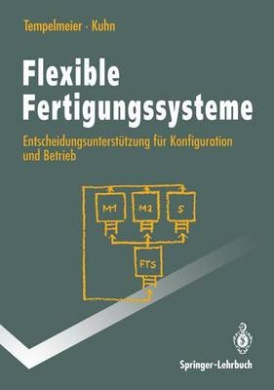 Tempelmeier · Kuhn
Flexible
Fertigungssysteme
Entscheidungsunterstützung für Konfiguration
und Betrieb
M1 M2 S
FTS
Springer-Lehrbuch